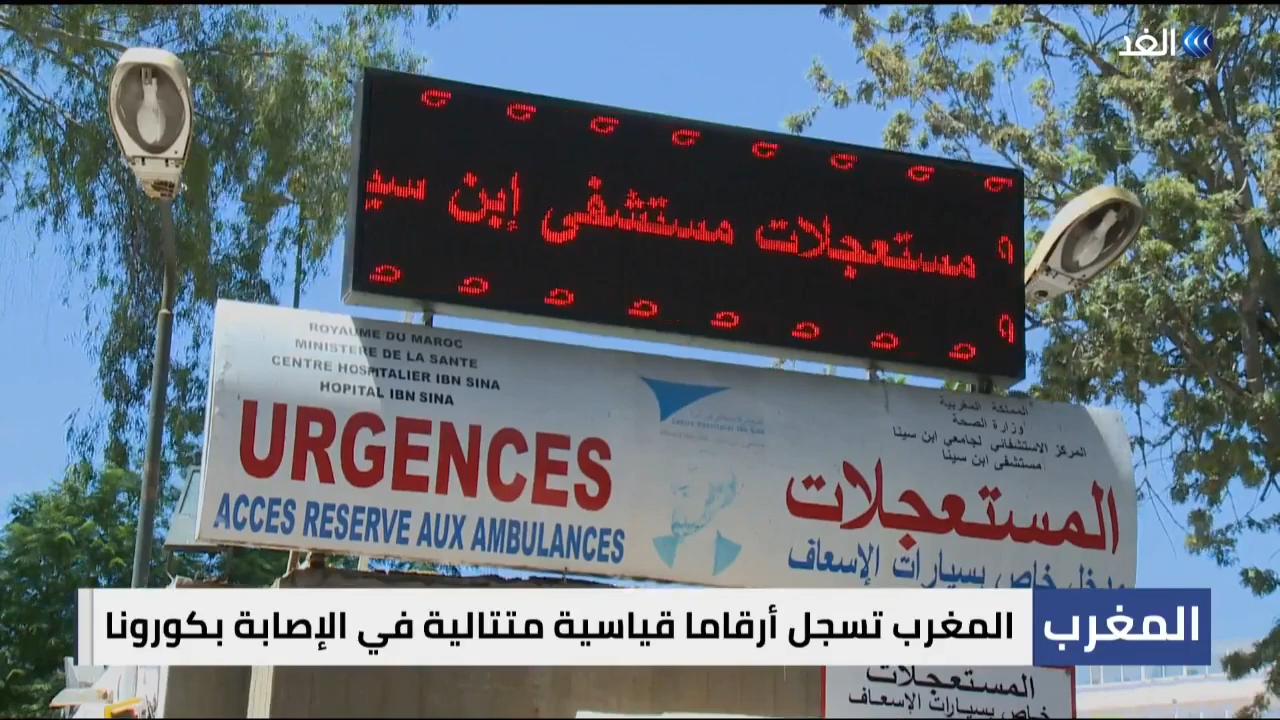 الغد
مستعجلات مستشفى إبن سي
ROYAUME DU MAROC
MINISTERE DE LA SANTE
CENTRE HOSPITALIER IBN SINA
HOPITAL IBN SINA
URGENCES
ACCES RESERVE AUX AMBULANCES
المملكة المغربية
وزارة الصحة
المركز الاستشفائي لجامعي ابن سينا
مستشفى ابن سينا
المستعجلات
مدخل خاص بسيارات الإسعاف
المغرب
المغرب تسجل أرقاما قياسية متتالية في الإصابة بكورونا
المستعجلات
خاص بسيارات الإسعاف